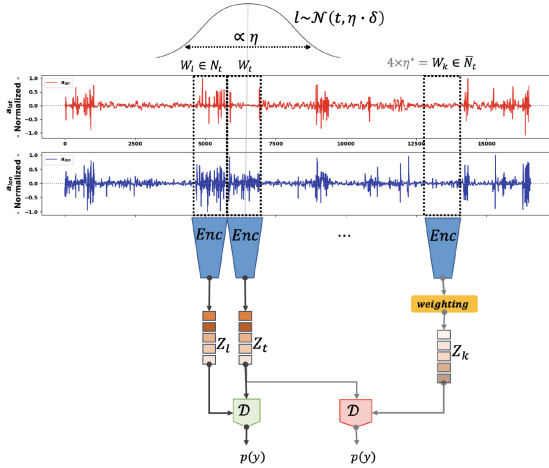 l~𝒩(t, η · δ)
∝ η
W_l ∈ N_t
W_t
4×η* = W_k ∈ N̄_t
a_lat
- Normalized -
1.0
0.5
0.0
-0.5
-1.0
a_lat
0
2500
5000
7500
10000
12500
15000
a_lon
- Normalized -
1.0
0.5
0.0
-0.5
-1.0
a_lon
Enc
Enc
...
Enc
weighting
Z_l
Z_t
Z_k
𝒟
𝒟
p(y)
p(y)